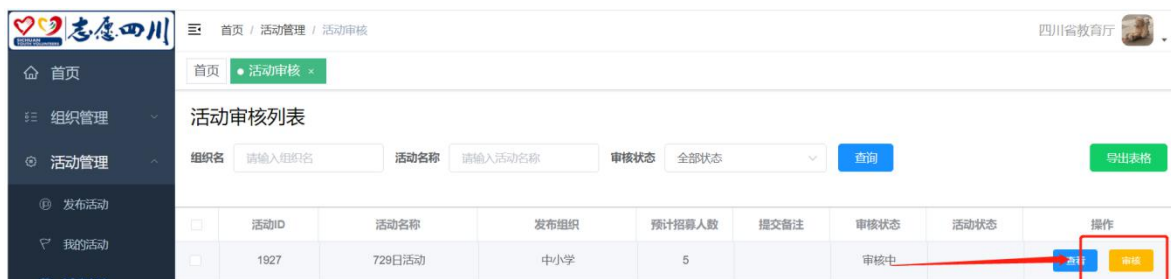 志愿四川
首页 / 活动管理 / 活动审核
四川省教育厅
首页
首页
活动审核 ×
组织管理
活动审核列表
活动管理
组织名 请输入组织名 活动名称 请输入活动名称 审核状态 全部状态 查询 导出表格
发布活动
活动ID 活动名称 发布组织 预计招募人数 提交备注 审核状态 活动状态 操作
我的活动
1927 729日活动 中小学 5 审核中 查看 审核